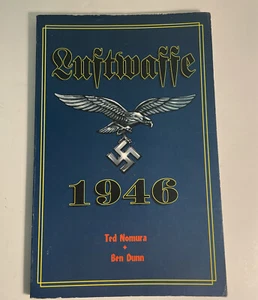 Luftwaffe
1946
Ted Nomura
+
Ben Dunn